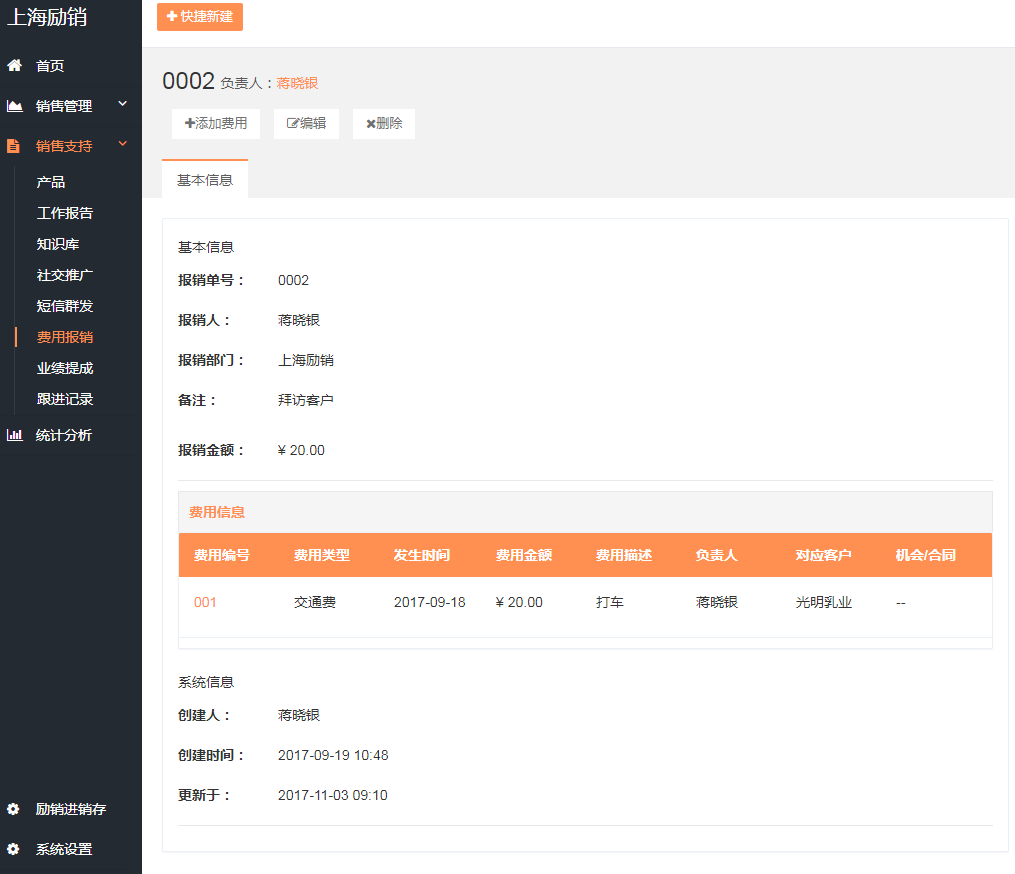 上海励销
快捷新建
首页
销售管理
销售支持
产品
工作报告
知识库
社交推广
短信群发
费用报销
业绩提成
跟进记录
统计分析
励销进销存
系统设置
0002 负责人：蒋晓银
添加费用 编辑 删除
基本信息
基本信息
报销单号： 0002
报销人： 蒋晓银
报销部门： 上海励销
备注： 拜访客户
报销金额： ¥ 20.00
费用信息
费用编号 费用类型 发生时间 费用金额 费用描述 负责人 对应客户 机会/合同
001 交通费 2017-09-18 ¥ 20.00 打车 蒋晓银 光明乳业 --
系统信息
创建人： 蒋晓银
创建时间： 2017-09-19 10:48
更新于： 2017-11-03 09:10